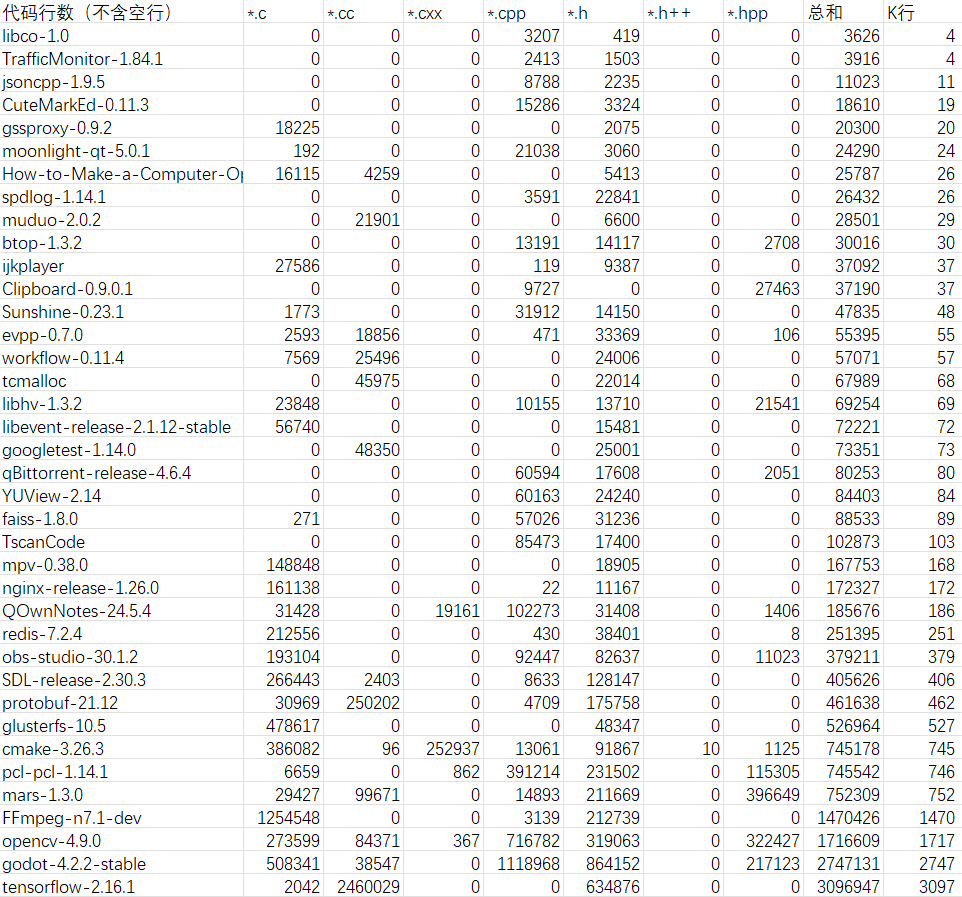 代码行数（不含空行） *.c *.cc *.cxx *.cpp *.h *.h++ *.hpp 总和 K行
libco-1.0 0 0 0 3207 419 0 0 3626 4
TrafficMonitor-1.84.1 0 0 0 2413 1503 0 0 3916 4
jsoncpp-1.9.5 0 0 0 8788 2235 0 0 11023 11
CuteMarkEd-0.11.3 0 0 0 15286 3324 0 0 18610 19
gssproxy-0.9.2 18225 0 0 0 2075 0 0 20300 20
moonlight-qt-5.0.1 192 0 0 21038 3060 0 0 24290 24
How-to-Make-a-Computer-Op 16115 4259 0 0 5413 0 0 25787 26
spdlog-1.14.1 0 0 0 3591 22841 0 0 26432 26
muduo-2.0.2 0 21901 0 0 6600 0 0 28501 29
btop-1.3.2 0 0 0 13191 14117 0 2708 30016 30
ijkplayer 27586 0 0 119 9387 0 0 37092 37
Clipboard-0.9.0.1 0 0 0 9727 0 0 27463 37190 37
Sunshine-0.23.1 1773 0 0 31912 14150 0 0 47835 48
evpp-0.7.0 2593 18856 0 471 33369 0 106 55395 55
workflow-0.11.4 7569 25496 0 0 24006 0 0 57071 57
tcmalloc 0 45975 0 0 22014 0 0 67989 68
libhv-1.3.2 23848 0 0 10155 13710 0 21541 69254 69
libevent-release-2.1.12-stable 56740 0 0 0 15481 0 0 72221 72
googletest-1.14.0 0 48350 0 0 25001 0 0 73351 73
qBittorrent-release-4.6.4 0 0 0 60594 17608 0 2051 80253 80
YUView-2.14 0 0 0 60163 24240 0 0 84403 84
faiss-1.8.0 271 0 0 57026 31236 0 0 88533 89
TscanCode 0 0 0 85473 17400 0 0 102873 103
mpv-0.38.0 148848 0 0 0 18905 0 0 167753 168
nginx-release-1.26.0 161138 0 0 22 11167 0 0 172327 172
QOwnNotes-24.5.4 31428 0 19161 102273 31408 0 1406 185676 186
redis-7.2.4 212556 0 0 430 38401 0 8 251395 251
obs-studio-30.1.2 193104 0 0 92447 82637 0 11023 379211 379
SDL-release-2.30.3 266443 2403 0 8633 128147 0 0 405626 406
protobuf-21.12 30969 250202 0 4709 175758 0 0 461638 462
glusterfs-10.5 478617 0 0 0 48347 0 0 526964 527
cmake-3.26.3 386082 96 252937 13061 91867 10 1125 745178 745
pcl-pcl-1.14.1 6659 0 862 391214 231502 0 115305 745542 746
mars-1.3.0 29427 99671 0 14893 211669 0 396649 752309 752
FFmpeg-n7.1-dev 1254548 0 0 3139 212739 0 0 1470426 1470
opencv-4.9.0 273599 84371 367 716782 319063 0 322427 1716609 1717
godot-4.2.2-stable 508341 38547 0 1118968 864152 0 217123 2747131 2747
tensorflow-2.16.1 2042 2460029 0 0 634876 0 0 3096947 3097